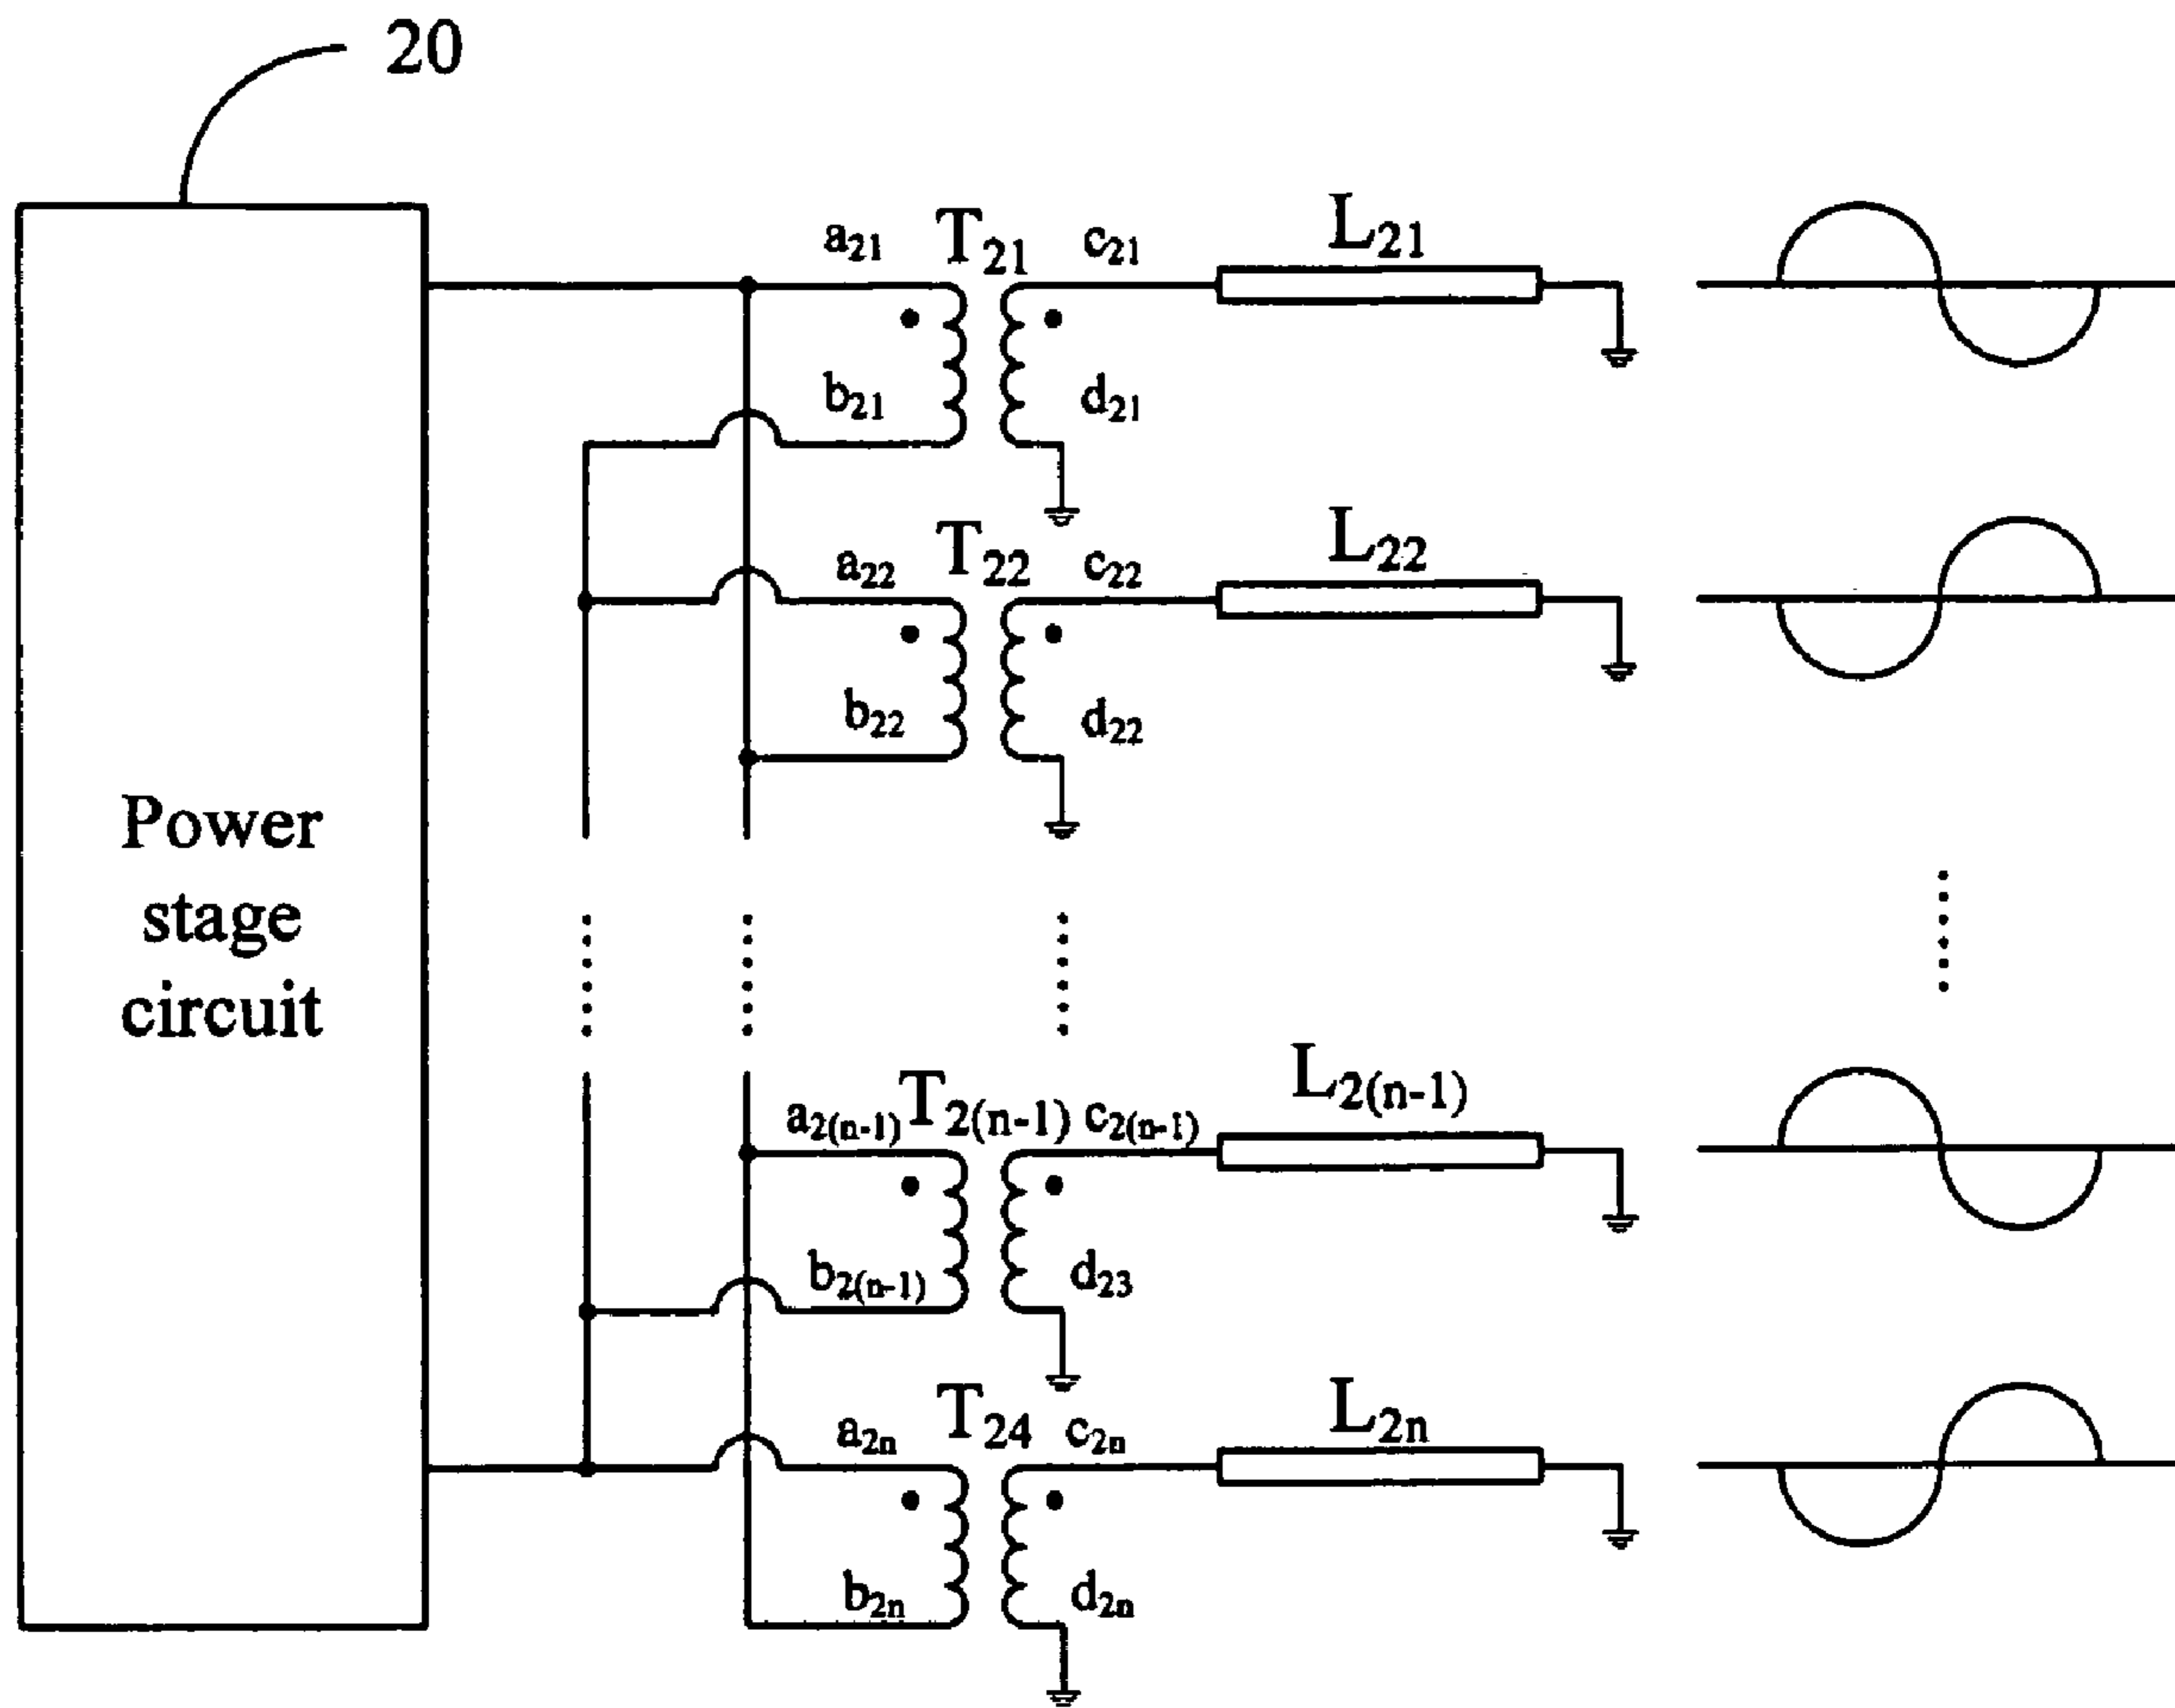 20
a21 T21 c21 L21
b21 d21
a22 T22 c22 L22
b22 d22
Power
stage
circuit
a2(n-1) T2(n-1) c2(n-1) L2(n-1)
b2(n-1) d23
a2n T24 c2n L2n
b2n d2n